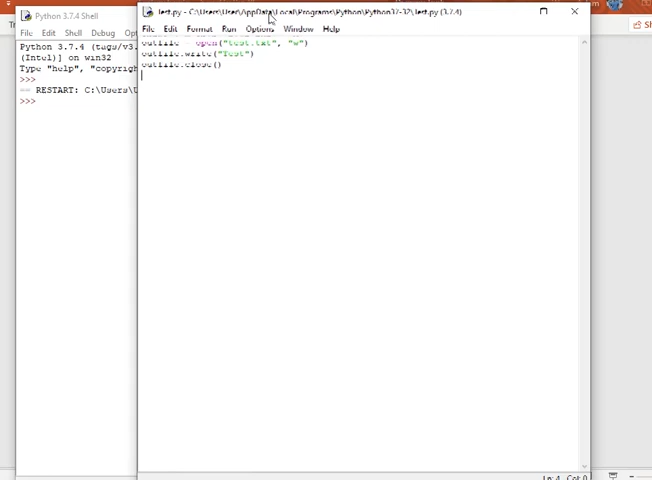 Python 3.7.4 Shell
File Edit Shell Debug
Python 3.7.4 (tags/v3.
(Intel)] on win32
Type "help", "copyrigh
>>>
== RESTART: C:\Users\U
>>>
Test.py - C:\Users\User\AppData\Local\Programs\Python\Python37-32\Test.py (3.7.4)
File Edit Format Run Options Window Help
outfile = open("test.txt", "w")
outfile.write("Test")
outfile.close()
Ln: 4 Col: 0